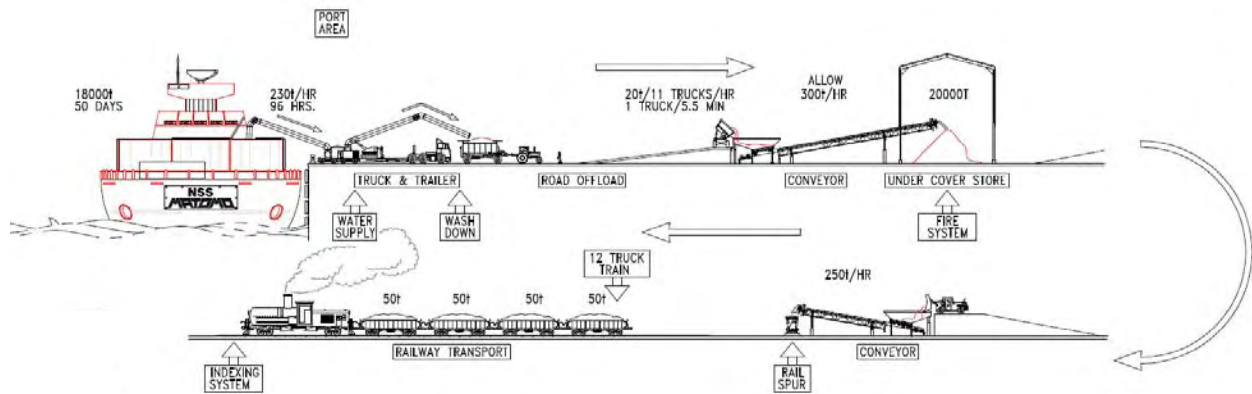 PORT
AREA
18000t
50 DAYS
230t/HR
96 HRS.
20t/11 TRUCKS/HR
1 TRUCK/5.5 MIN
ALLOW
300t/HR
20000T
NSS
MATOMO
TRUCK & TRAILER
ROAD OFFLOAD
CONVEYOR
UNDER COVER STORE
WATER
SUPPLY
WASH
DOWN
FIRE
SYSTEM
12 TRUCK
TRAIN
250t/HR
50t
50t
50t
50t
RAILWAY TRANSPORT
CONVEYOR
INDEXING
SYSTEM
RAIL
SPUR